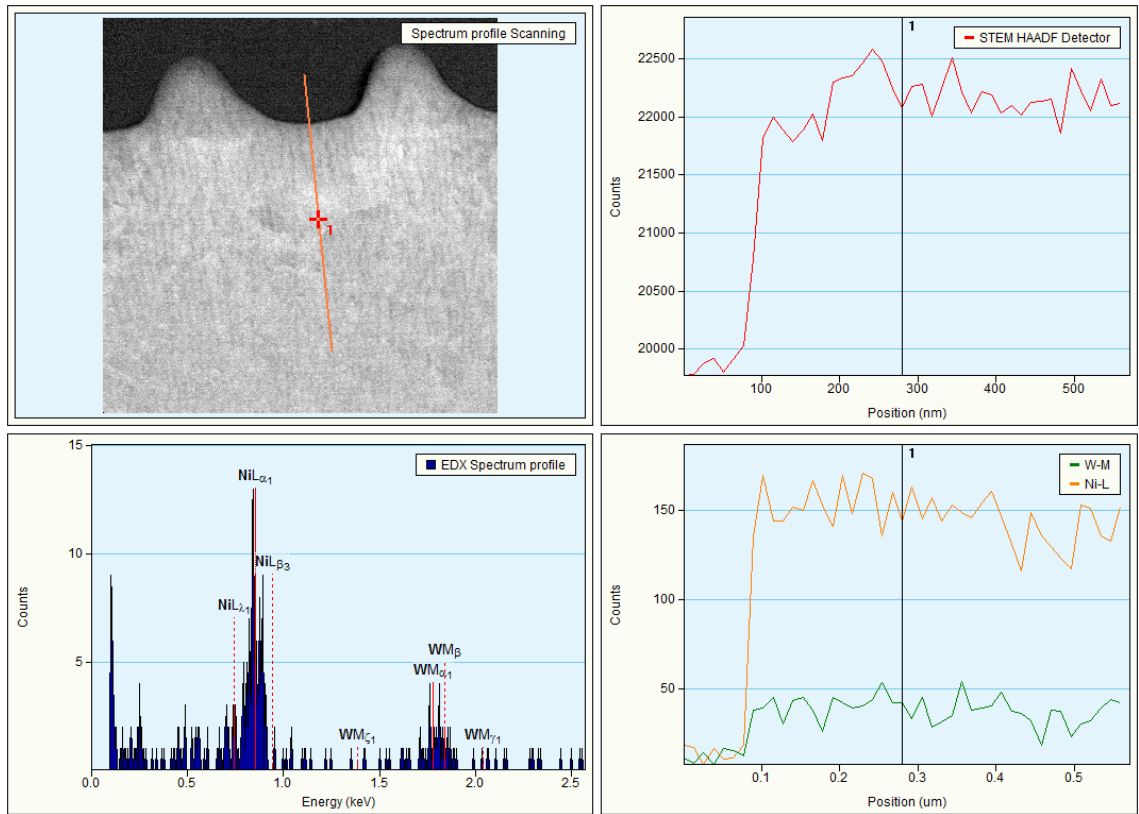 Spectrum profile Scanning
1
1
STEM HAADF Detector
22500
22000
21500
21000
20500
20000
Counts
100
200
300
400
500
Position (nm)
15
10
5
Counts
EDX Spectrum profile
NiLα1
NiLβ3
NiLλ1
WMβ
WMα1
WMζ1
WMγ1
0.0
0.5
1.0
1.5
2.0
2.5
Energy (keV)
1
W-M
Ni-L
150
100
50
Counts
0.1
0.2
0.3
0.4
0.5
Position (um)